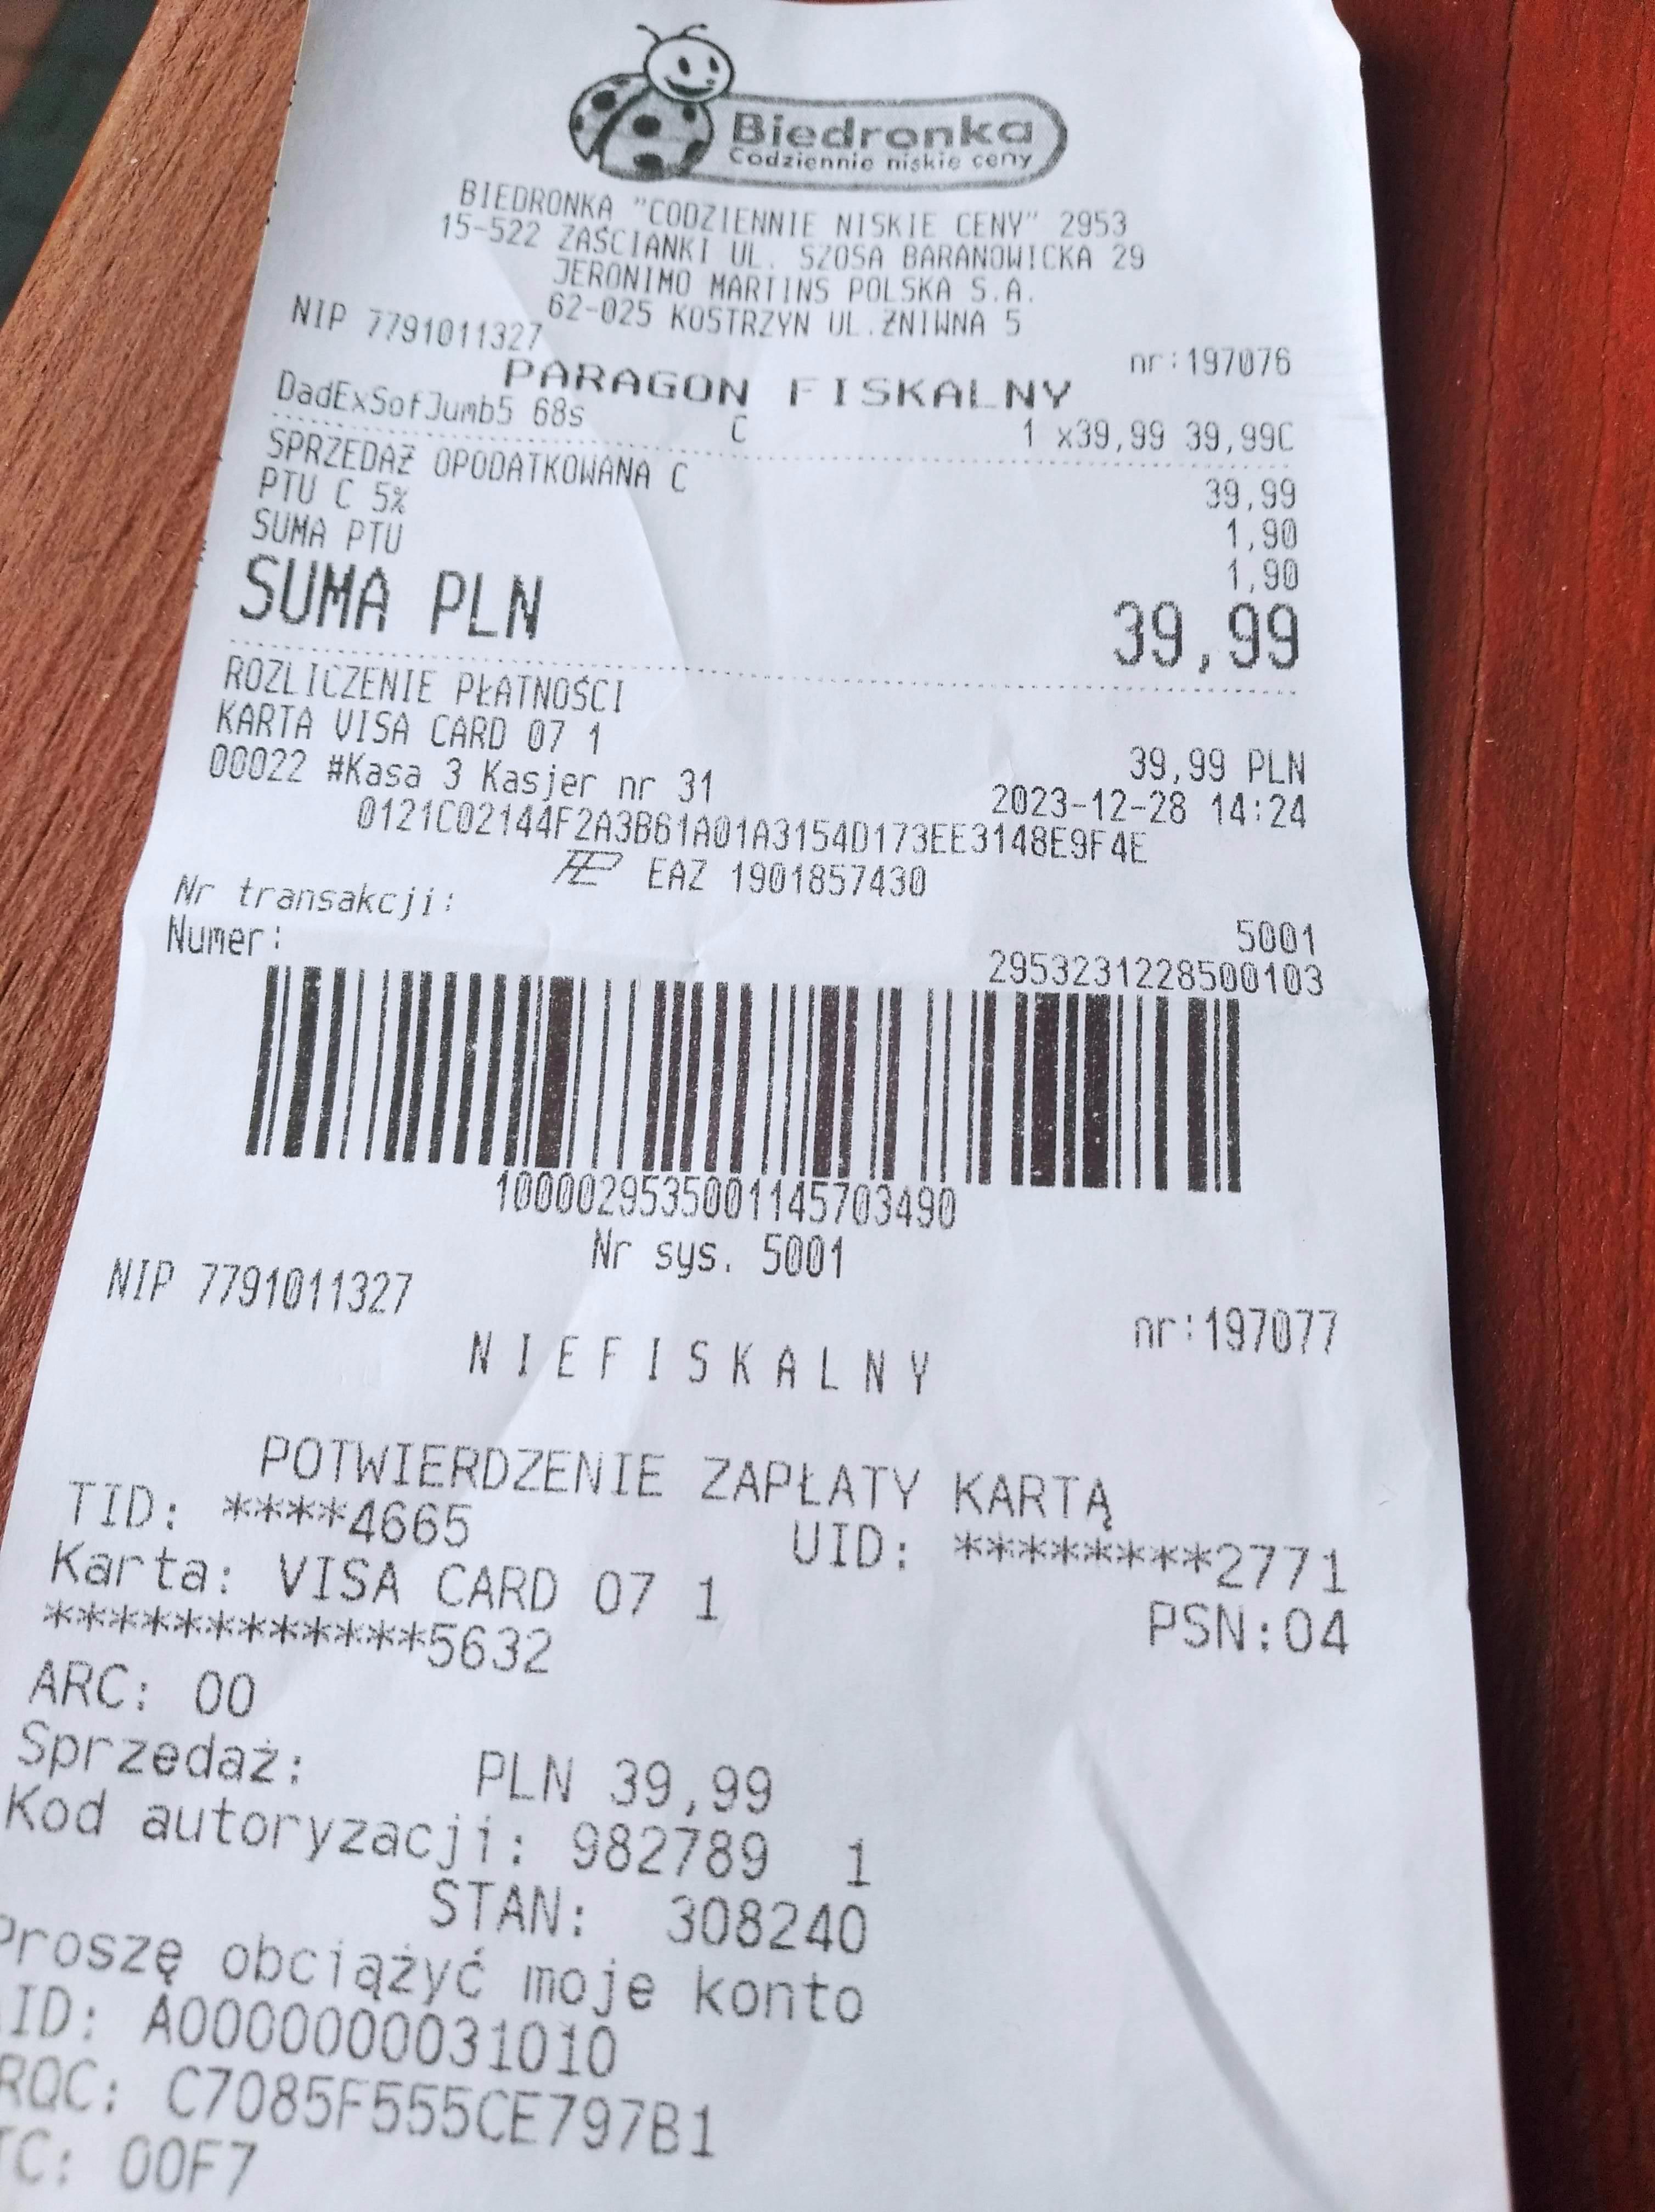 Biedronka
Codziennie niskie ceny
BIEDRONKA "CODZIENNIE NISKIE CENY" 2953
15-522 ZAŚCIANKI UL. SZOSA BARANOWICKA 29
JERONIMO MARTINS POLSKA S.A.
62-025 KOSTRZYN UL.ŻNIWNA 5
NIP 7791011327 nr:197076
PARAGON FISKALNY
DadExSofJumb5 68s C 1 x39,99 39,99C
SPRZEDAŻ OPODATKOWANA C 39,99
PTU C 5% 1,90
SUMA PTU 1,90
SUMA PLN 39,99
ROZLICZENIE PŁATNOŚCI
KARTA VISA CARD 07 1 39,99 PLN
00022 #Kasa 3 Kasjer nr 31 2023-12-28 14:24
0121C02144F2A3B61A01A3154D173EE3148E9F4E
EAZ 1901857430
Nr transakcji: 5001
Numer: 2953231228500103
1000029535001145703490
Nr sys. 5001
NIP 7791011327 nr:197077
NIEFISKALNY
POTWIERDZENIE ZAPŁATY KARTĄ
TID: ****4665 UID: ********2771
Karta: VISA CARD 07 1
************5632 PSN:04
ARC: 00
Sprzedaż: PLN 39,99
Kod autoryzacji: 982789 1
STAN: 308240
Proszę obciążyć moje konto
ID: A0000000031010
RQC: C7085F555CE797B1
TC: 00F7